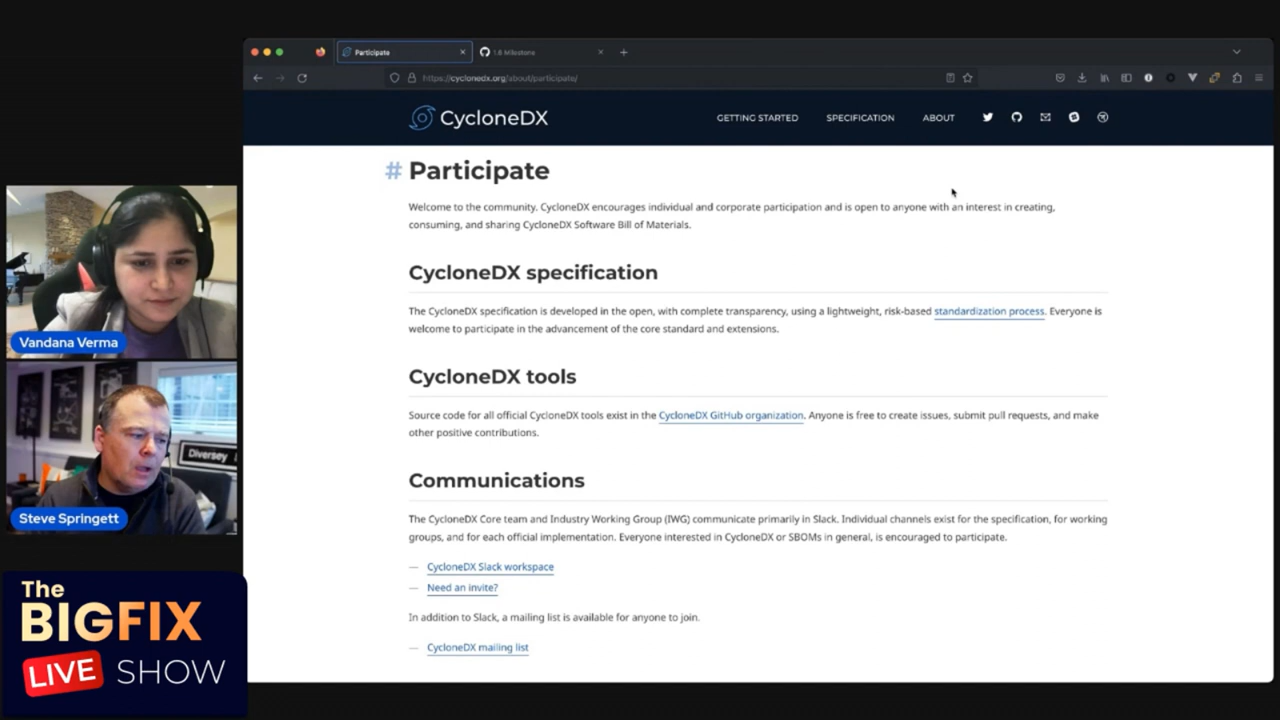 Participate
1.6 Milestone
https://cyclonedx.org/about/participate/
CycloneDX
GETTING STARTED
SPECIFICATION
ABOUT
# Participate
Welcome to the community. CycloneDX encourages individual and corporate participation and is open to anyone with an interest in creating,
consuming, and sharing CycloneDX Software Bill of Materials.
CycloneDX specification
The CycloneDX specification is developed in the open, with complete transparency, using a lightweight, risk-based standardization process. Everyone is
welcome to participate in the advancement of the core standard and extensions.
CycloneDX tools
Source code for all official CycloneDX tools exist in the CycloneDX GitHub organization. Anyone is free to create issues, submit pull requests, and make
other positive contributions.
Communications
The CycloneDX Core team and Industry Working Group (IWG) communicate primarily in Slack. Individual channels exist for the specification, for working
groups, and for each official implementation. Everyone interested in CycloneDX or SBOMs in general, is encouraged to participate.
— CycloneDX Slack workspace
— Need an invite?
In addition to Slack, a mailing list is available for anyone to join.
— CycloneDX mailing list
Vandana Verma
Diversey
Steve Springett
The
BIGFIX
LIVE SHOW